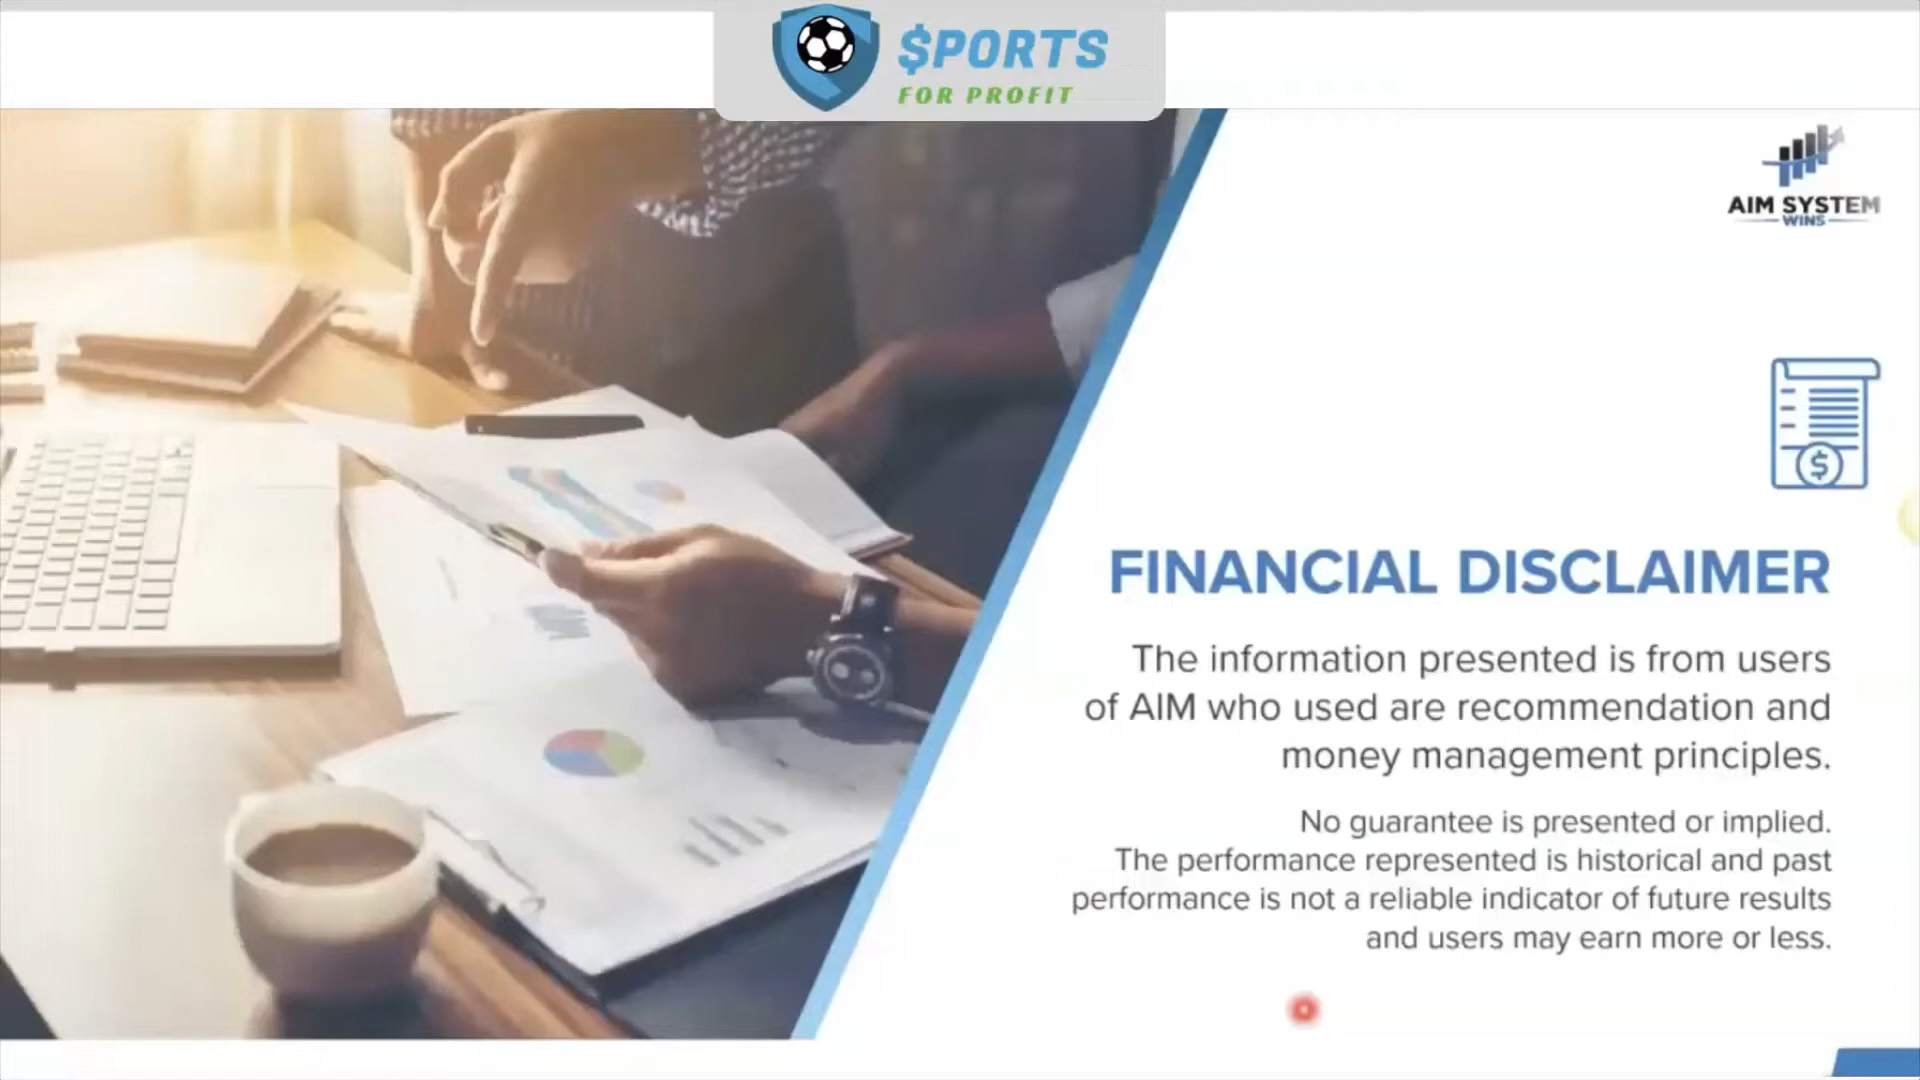 $PORTS
FOR PROFIT
AIM SYSTEM
WINS
$
FINANCIAL DISCLAIMER
The information presented is from users
of AIM who used are recommendation and
money management principles.
No guarantee is presented or implied.
The performance represented is historical and past
performance is not a reliable indicator of future results
and users may earn more or less.